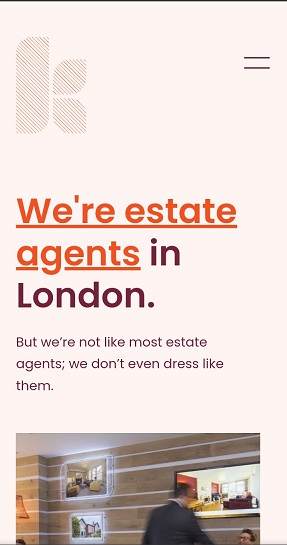 k
We're estate
agents in
London.
But we’re not like most estate
agents; we don’t even dress like
them.